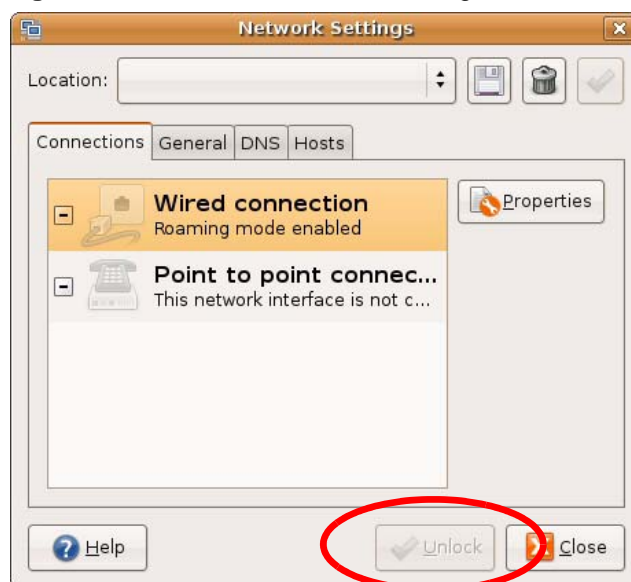 Network Settings
Location:
Connections General DNS Hosts
Wired connection
Roaming mode enabled
Properties
Point to point connec...
This network interface is not c...
Help Unlock Close